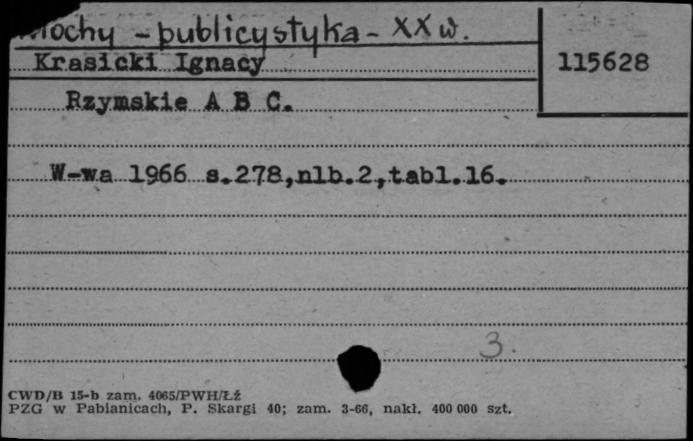 Włochy - publicystyka - XX w.
Krasicki Ignacy
115628
Rzymskie A B C.
W-wa 1966 s.278,nlb.2,tabl.16.
3.
CWD/B 15-b zam. 4065/PWH/Łź
PZG w Pabianicach, P. Skargi 40; zam. 3-66, nakł. 400 000 szt.